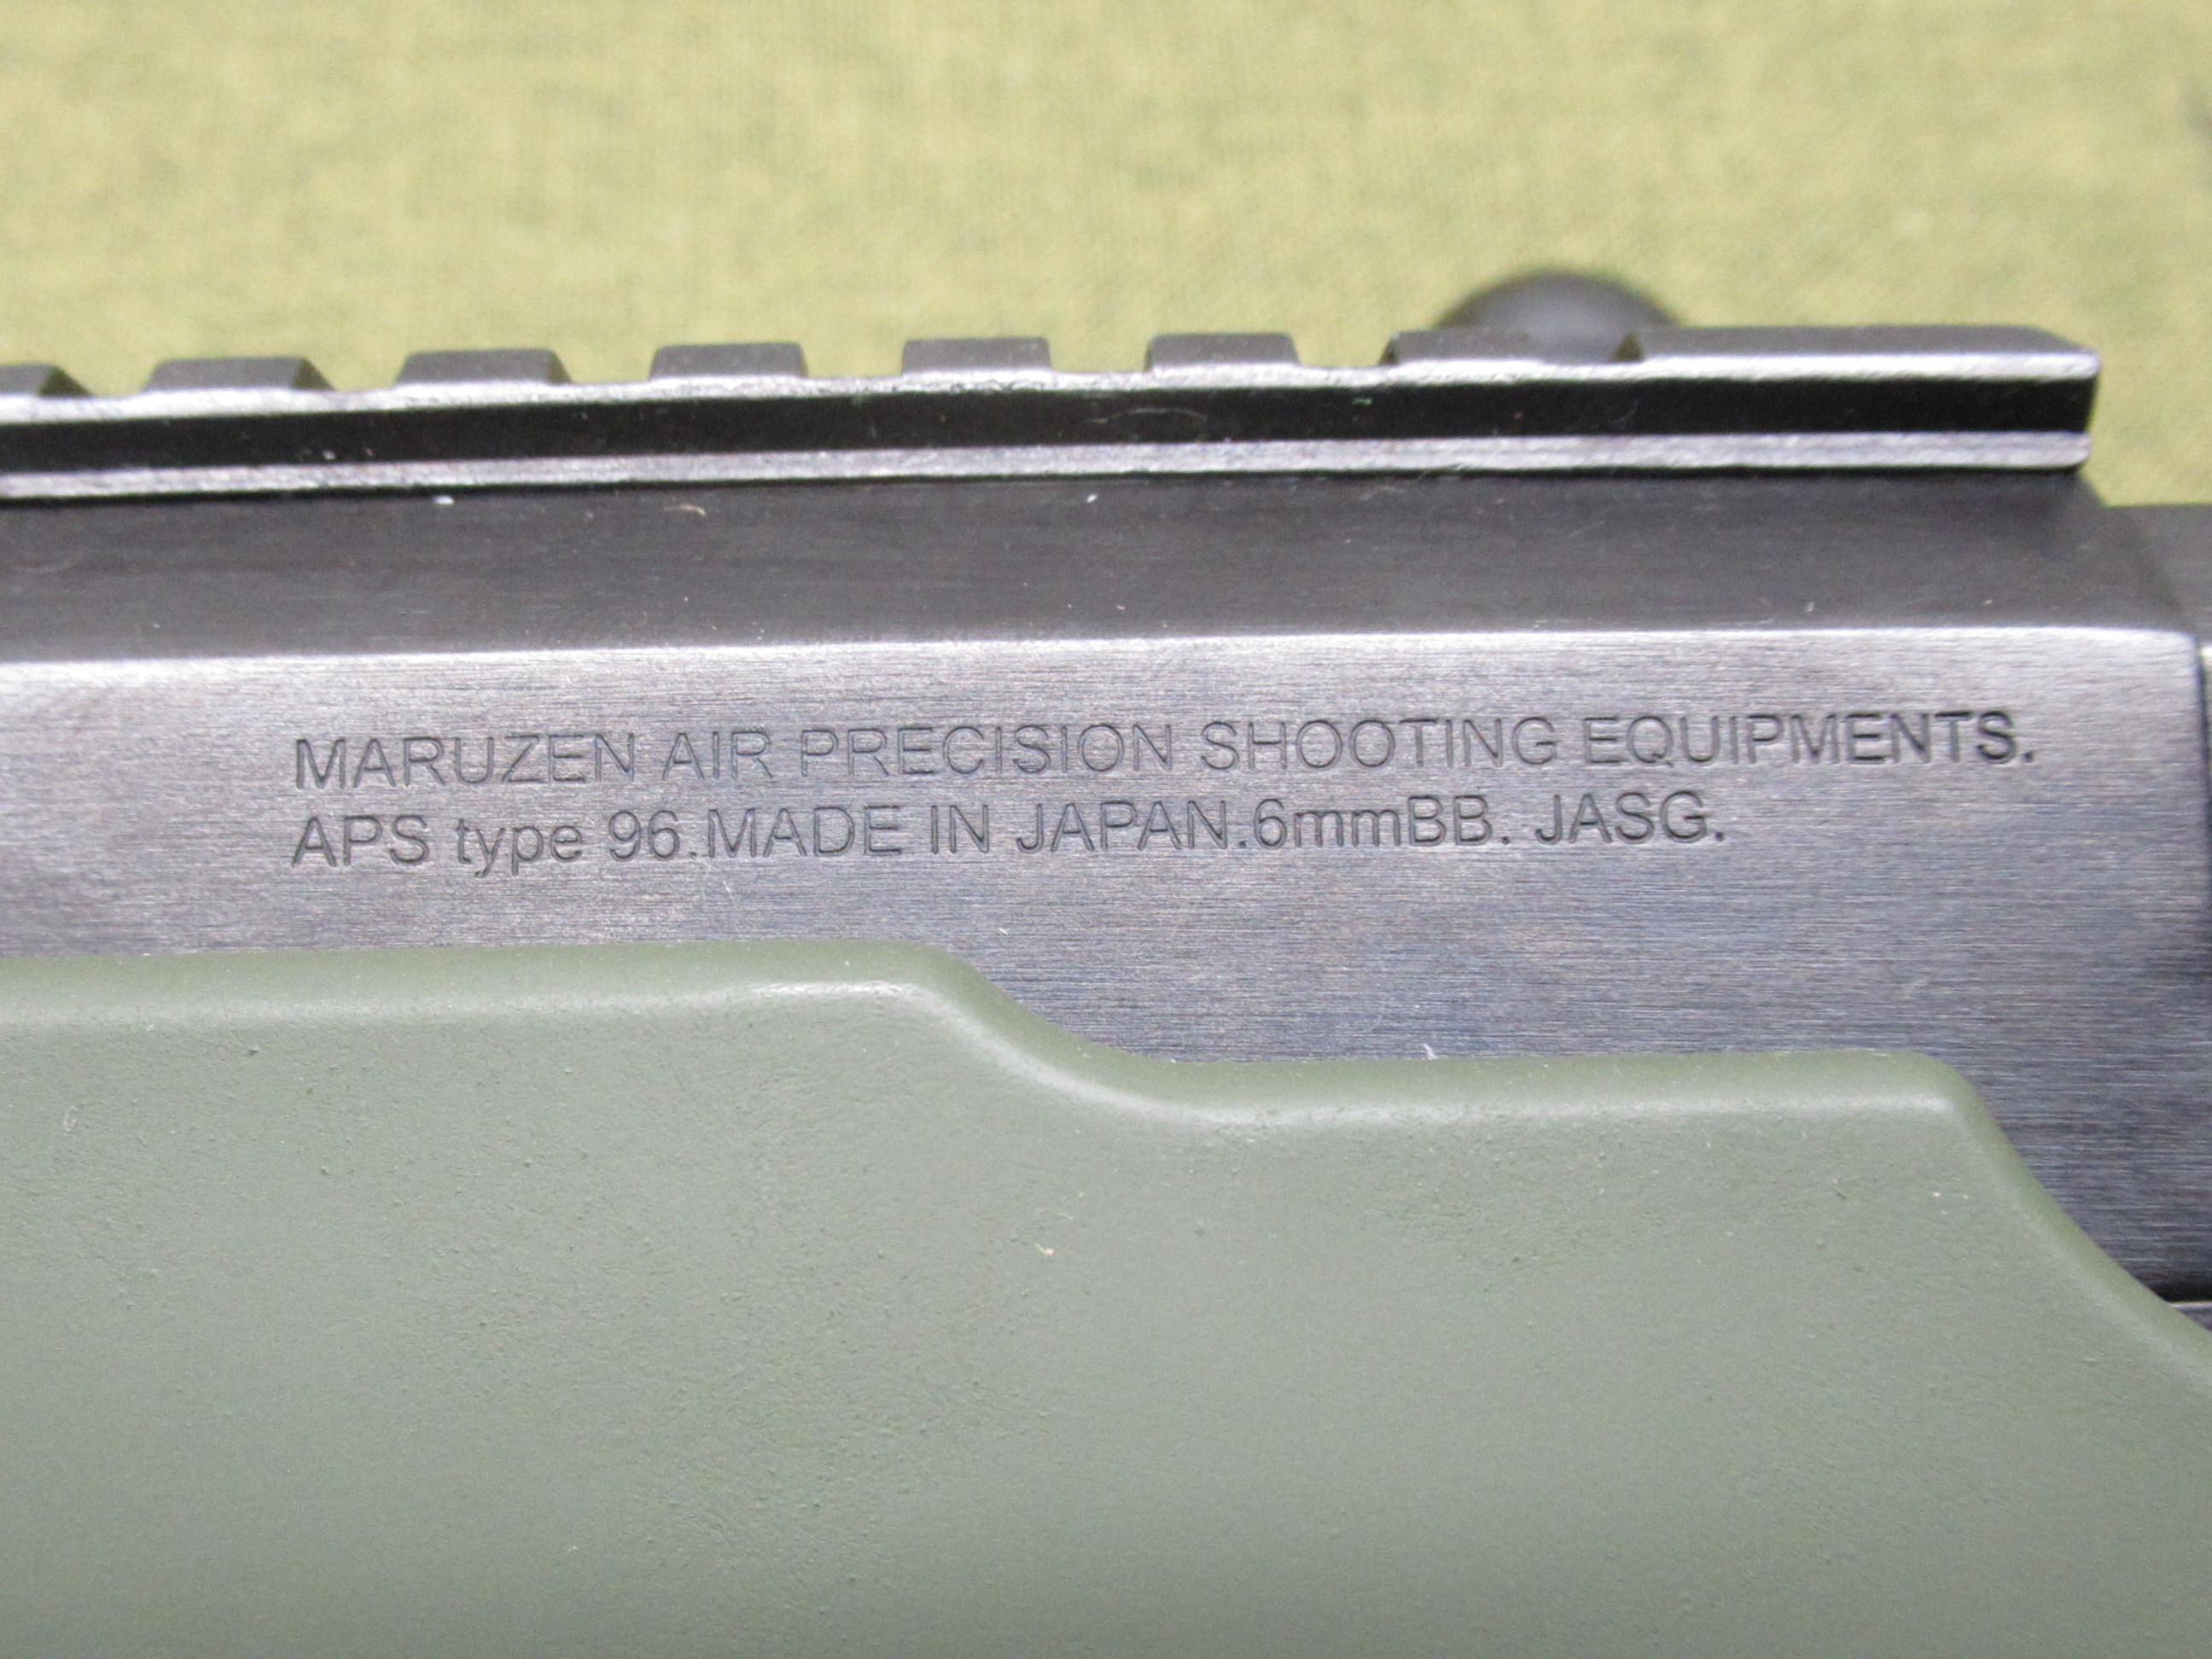 MARUZEN AIR PRECISION SHOOTING EQUIPMENTS.
APS type 96.MADE IN JAPAN.6mmBB. JASG.